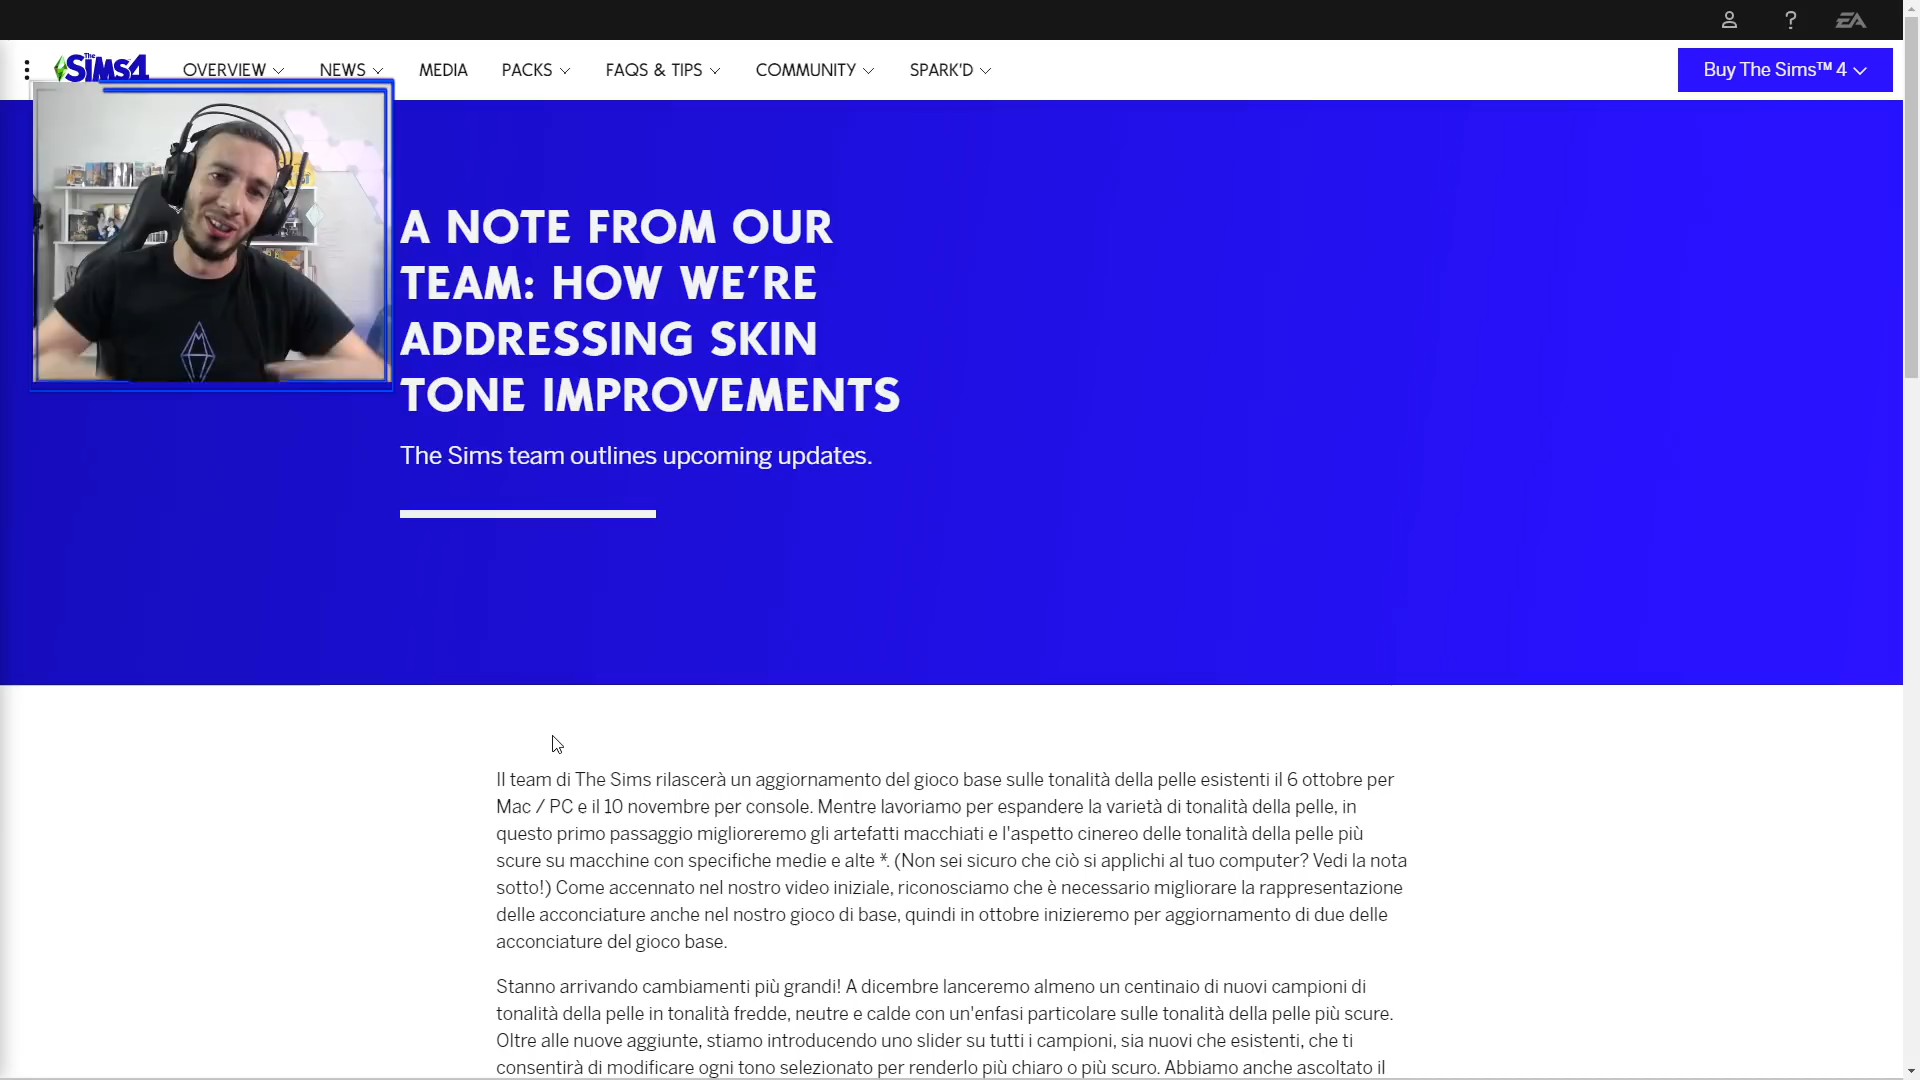 The Sims 4
OVERVIEW
NEWS
MEDIA
PACKS
FAQS & TIPS
COMMUNITY
SPARK'D
?
EA
Buy The Sims™ 4
A NOTE FROM OUR
TEAM: HOW WE'RE
ADDRESSING SKIN
TONE IMPROVEMENTS
The Sims team outlines upcoming updates.
Il team di The Sims rilascerà un aggiornamento del gioco base sulle tonalità della pelle esistenti il 6 ottobre per
Mac / PC e il 10 novembre per console. Mentre lavoriamo per espandere la varietà di tonalità della pelle, in
questo primo passaggio miglioreremo gli artefatti macchiati e l'aspetto cinereo delle tonalità della pelle più
scure su macchine con specifiche medie e alte *. (Non sei sicuro che ciò si applichi al tuo computer? Vedi la nota
sotto!) Come accennato nel nostro video iniziale, riconosciamo che è necessario migliorare la rappresentazione
delle acconciature anche nel nostro gioco di base, quindi in ottobre inizieremo per aggiornamento di due delle
acconciature del gioco base.
Stanno arrivando cambiamenti più grandi! A dicembre lanceremo almeno un centinaio di nuovi campioni di
tonalità della pelle in tonalità fredde, neutre e calde con un'enfasi particolare sulle tonalità della pelle più scure.
Oltre alle nuove aggiunte, stiamo introducendo uno slider su tutti i campioni, sia nuovi che esistenti, che ti
consentirà di modificare ogni tono selezionato per renderlo più chiaro o più scuro. Abbiamo anche ascoltato il